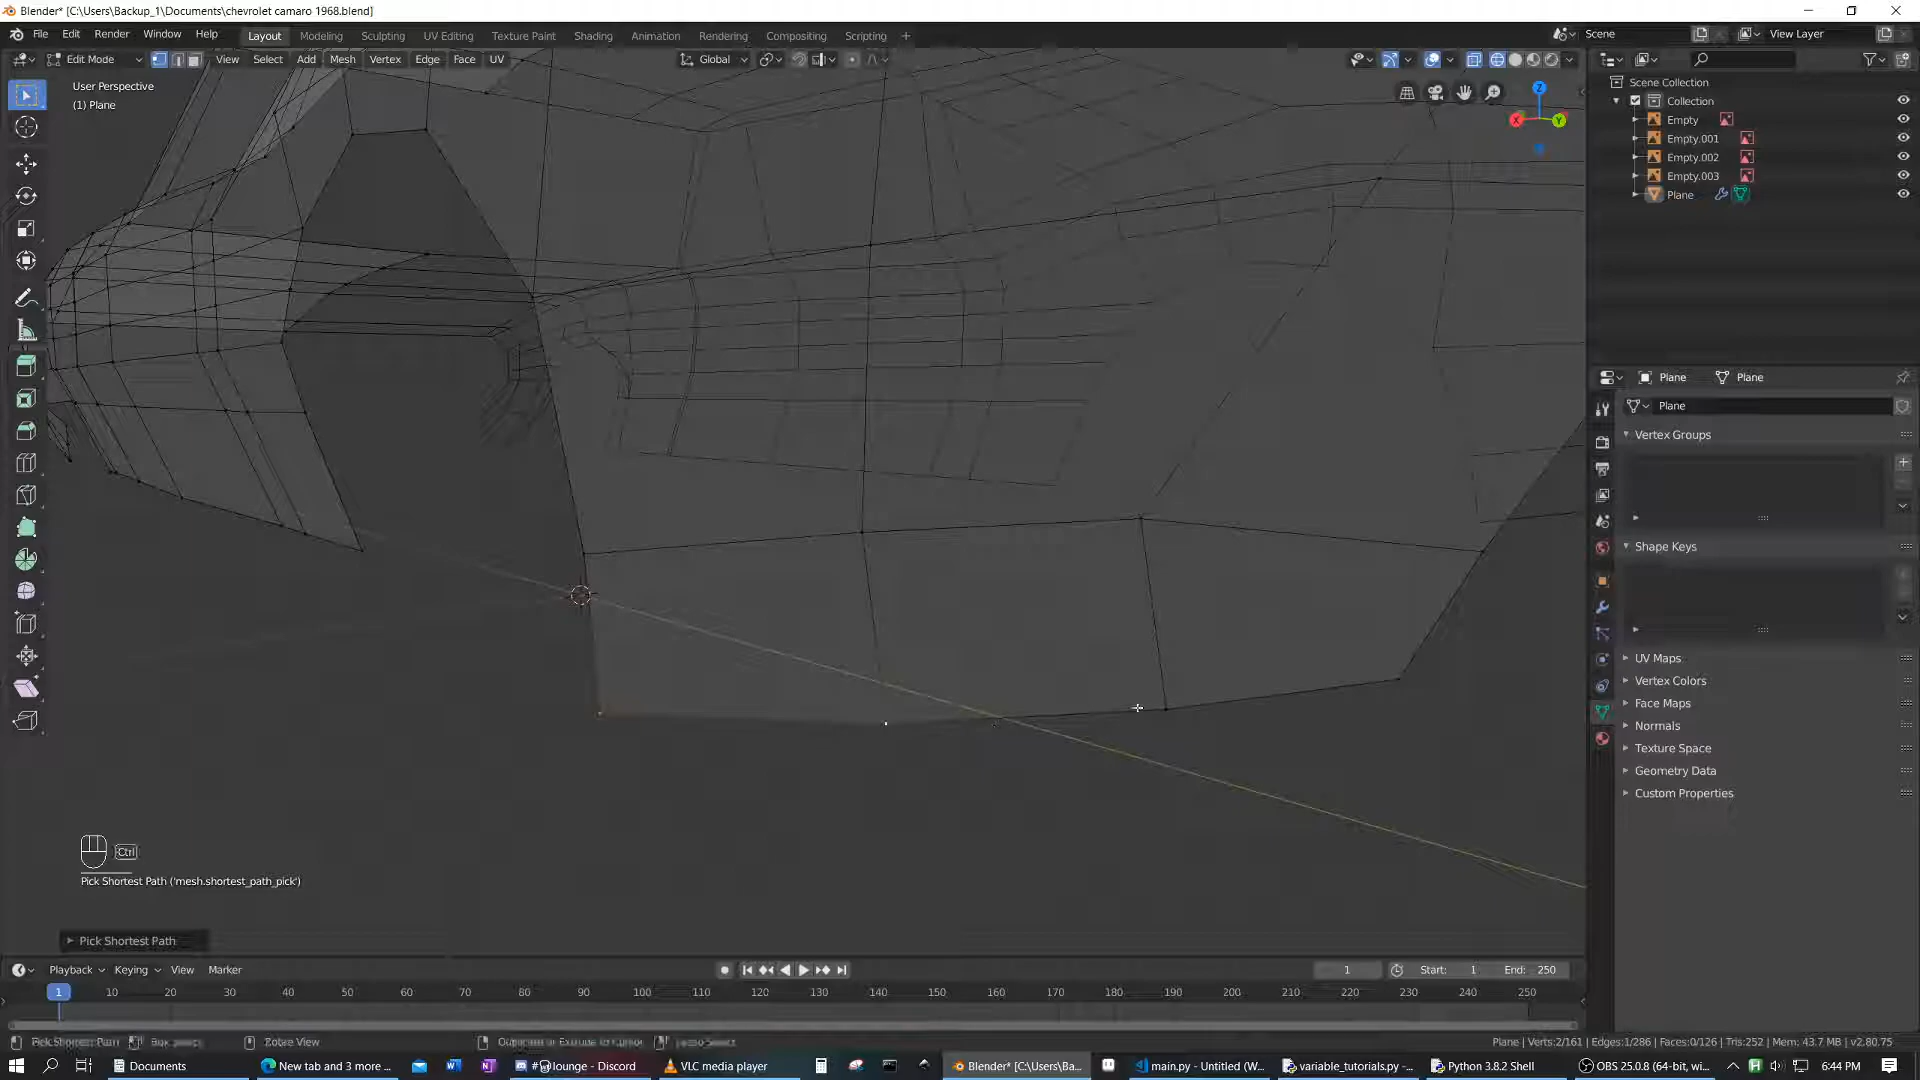 Blender* [C:\Users\Backup_1\Documents\chevrolet camaro 1968.blend]
File Edit Render Window Help Layout Modeling Sculpting UV Editing Texture Paint Shading Animation Rendering Compositing Scripting + Scene View Layer
Edit Mode View Select Add Mesh Vertex Edge Face UV Global
User Perspective
(1) Plane
Z
X
Y
Scene Collection
Collection
Empty
Empty.001
Empty.002
Empty.003
Plane
Plane Plane
Plane
Vertex Groups
Shape Keys
UV Maps
Vertex Colors
Face Maps
Normals
Texture Space
Geometry Data
Custom Properties
Ctrl
Pick Shortest Path ('mesh.shortest_path_pick')
Pick Shortest Path
Playback Keying View Marker 1 Start: 1 End: 250
1 10 20 30 40 50 60 70 80 90 100 110 120 130 140 150 160 170 180 190 200 210 220 230 240 250
Rotate View
Plane | Verts:2/161 | Edges:1/286 | Faces:0/126 | Tris:252 | Mem: 43.7 MB | v2.80.75
Documents New tab and 3 more ... lounge - Discord VLC media player Blender* [C:\Users\Ba... main.py - Untitled (W... variable_tutorials.py -... Python 3.8.2 Shell OBS 25.0.8 (64-bit, wi... 6:44 PM